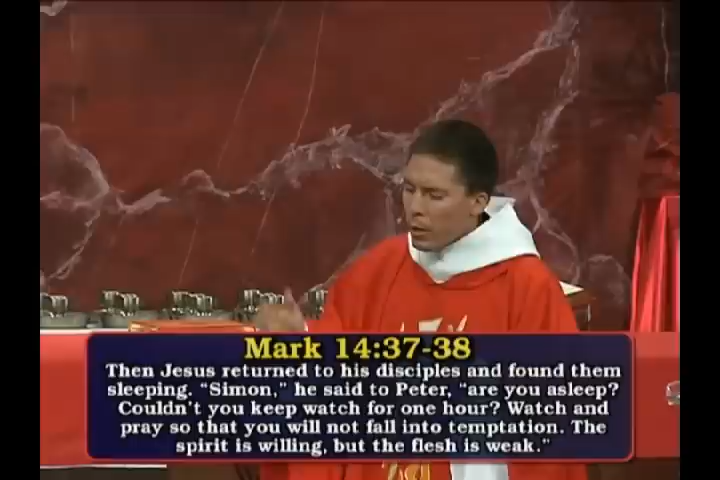 Mark 14:37-38
Then Jesus returned to his disciples and found them
sleeping. “Simon,” he said to Peter, “are you asleep?
Couldn't you keep watch for one hour? Watch and
pray so that you will not fall into temptation. The
spirit is willing, but the flesh is weak.”